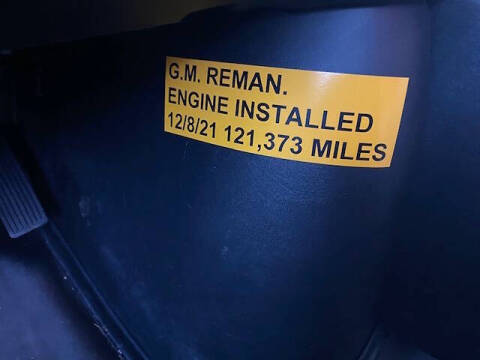 G.M. REMAN.
ENGINE INSTALLED
12/8/21 121,373 MILES